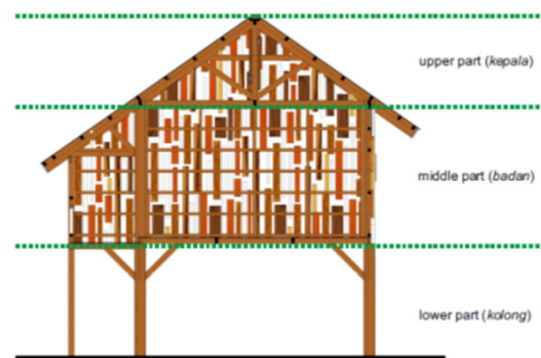 upper part (kepala)
middle part (badan)
lower part (kolong)